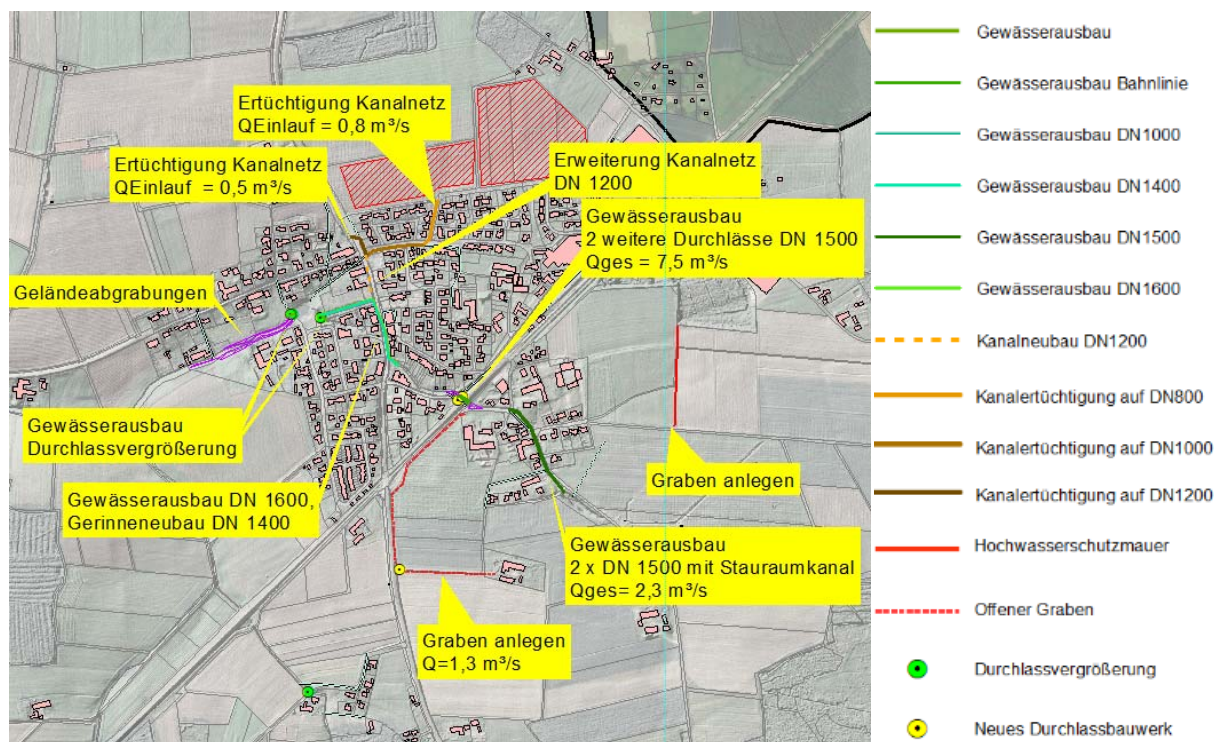 Ertüchtigung Kanalnetz
QEinlauf = 0,8 m³/s
Ertüchtigung Kanalnetz
QEinlauf = 0,5 m³/s
Erweiterung Kanalnetz
DN 1200
Gewässerausbau
2 weitere Durchlässe DN 1500
Qges = 7,5 m³/s
Geländeabgrabungen
Gewässerausbau
Durchlassvergrößerung
Gewässerausbau DN 1600,
Gerinneneubau DN 1400
Graben anlegen
Gewässerausbau
2 x DN 1500 mit Stauraumkanal
Qges= 2,3 m³/s
Graben anlegen
Q=1,3 m³/s
Gewässerausbau
Gewässerausbau Bahnlinie
Gewässerausbau DN1000
Gewässerausbau DN1400
Gewässerausbau DN1500
Gewässerausbau DN1600
Kanalneubau DN1200
Kanalertüchtigung auf DN800
Kanalertüchtigung auf DN1000
Kanalertüchtigung auf DN1200
Hochwasserschutzmauer
Offener Graben
Durchlassvergrößerung
Neues Durchlassbauwerk